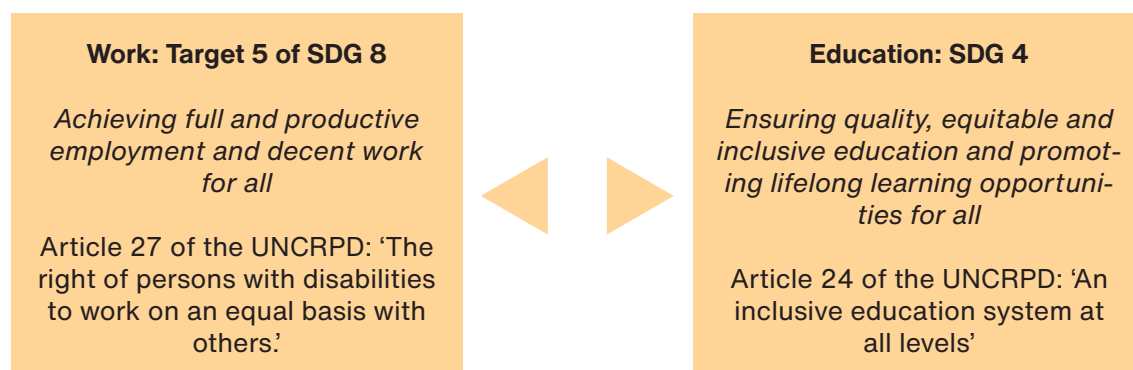 Work: Target 5 of SDG 8
Achieving full and productive
employment and decent work
for all
Article 27 of the UNCRPD: ‘The
right of persons with disabilities
to work on an equal basis with
others.’
Education: SDG 4
Ensuring quality, equitable and
inclusive education and promot-
ing lifelong learning opportuni-
ties for all
Article 24 of the UNCRPD: ‘An
inclusive education system at
all levels’